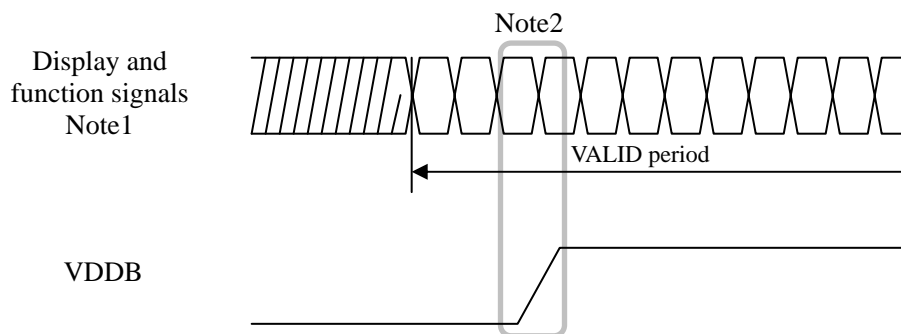 Note2
Display and
function signals
Note1
VALID period
VDDB